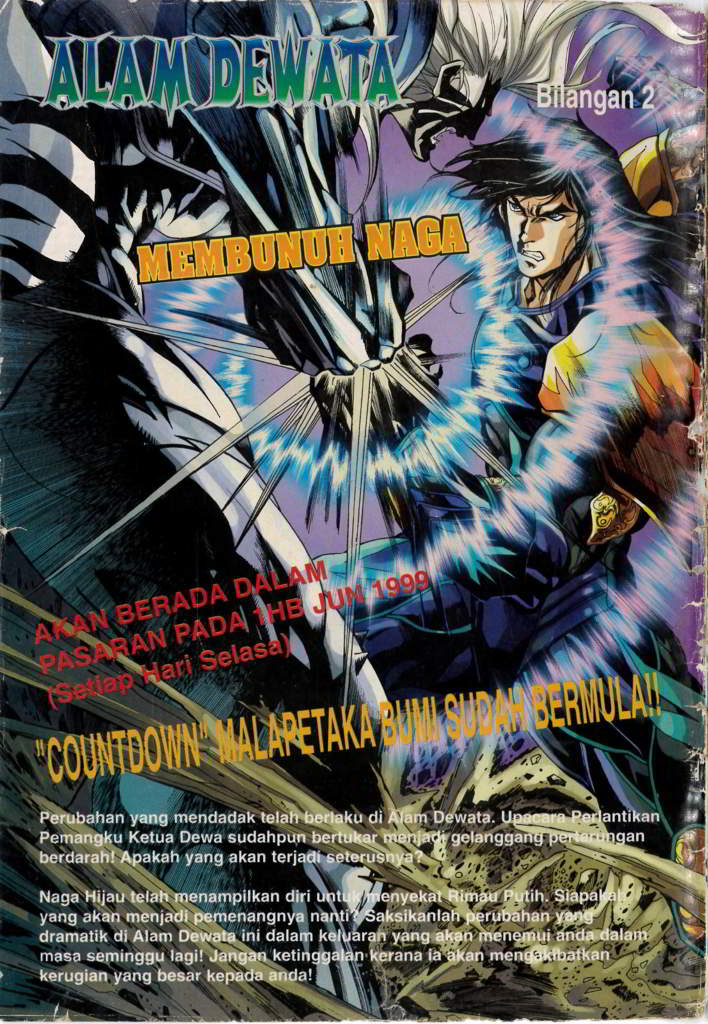 ALAM DEWATA
Bilangan 2
MEMBUNUH NAGA
AKAN BERADA DALAM
PASARAN PADA 1HB JUN 1999
(Setiap Hari Selasa)
"COUNTDOWN" MALAPETAKA BUMI SUDAH BERMULA!!
Perubahan yang mendadak telah berlaku di Alam Dewata. Upacara Perlantikan
Pemangku Ketua Dewa sudahpun bertukar menjadi gelanggang pertarungan
berdarah! Apakah yang akan terjadi seterusnya?
Naga Hijau telah menampilkan diri untuk menyekat Rimau Putih. Siapakah
yang akan menjadi pemenangnya nanti? Saksikanlah perubahan yang
dramatik di Alam Dewata ini dalam keluaran yang akan menemui anda dalam
masa seminggu lagi! Jangan ketinggalan kerana ia akan mengakibatkan
kerugian yang besar kepada anda!